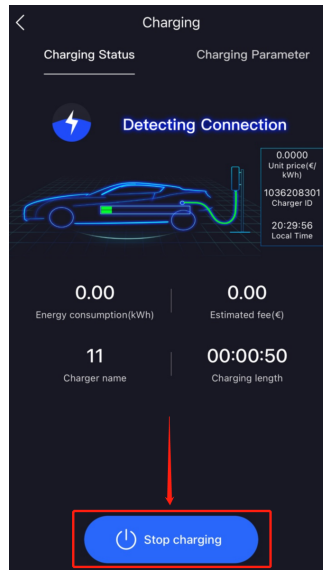 Charging
Charging Status
Charging Parameter
Detecting Connection
0.0000
Unit price(€/
kWh)
1036208301
Charger ID
20:29:56
Local Time
0.00
Energy consumption(kWh)
0.00
Estimated fee(€)
11
Charger name
00:00:50
Charging length
Stop charging